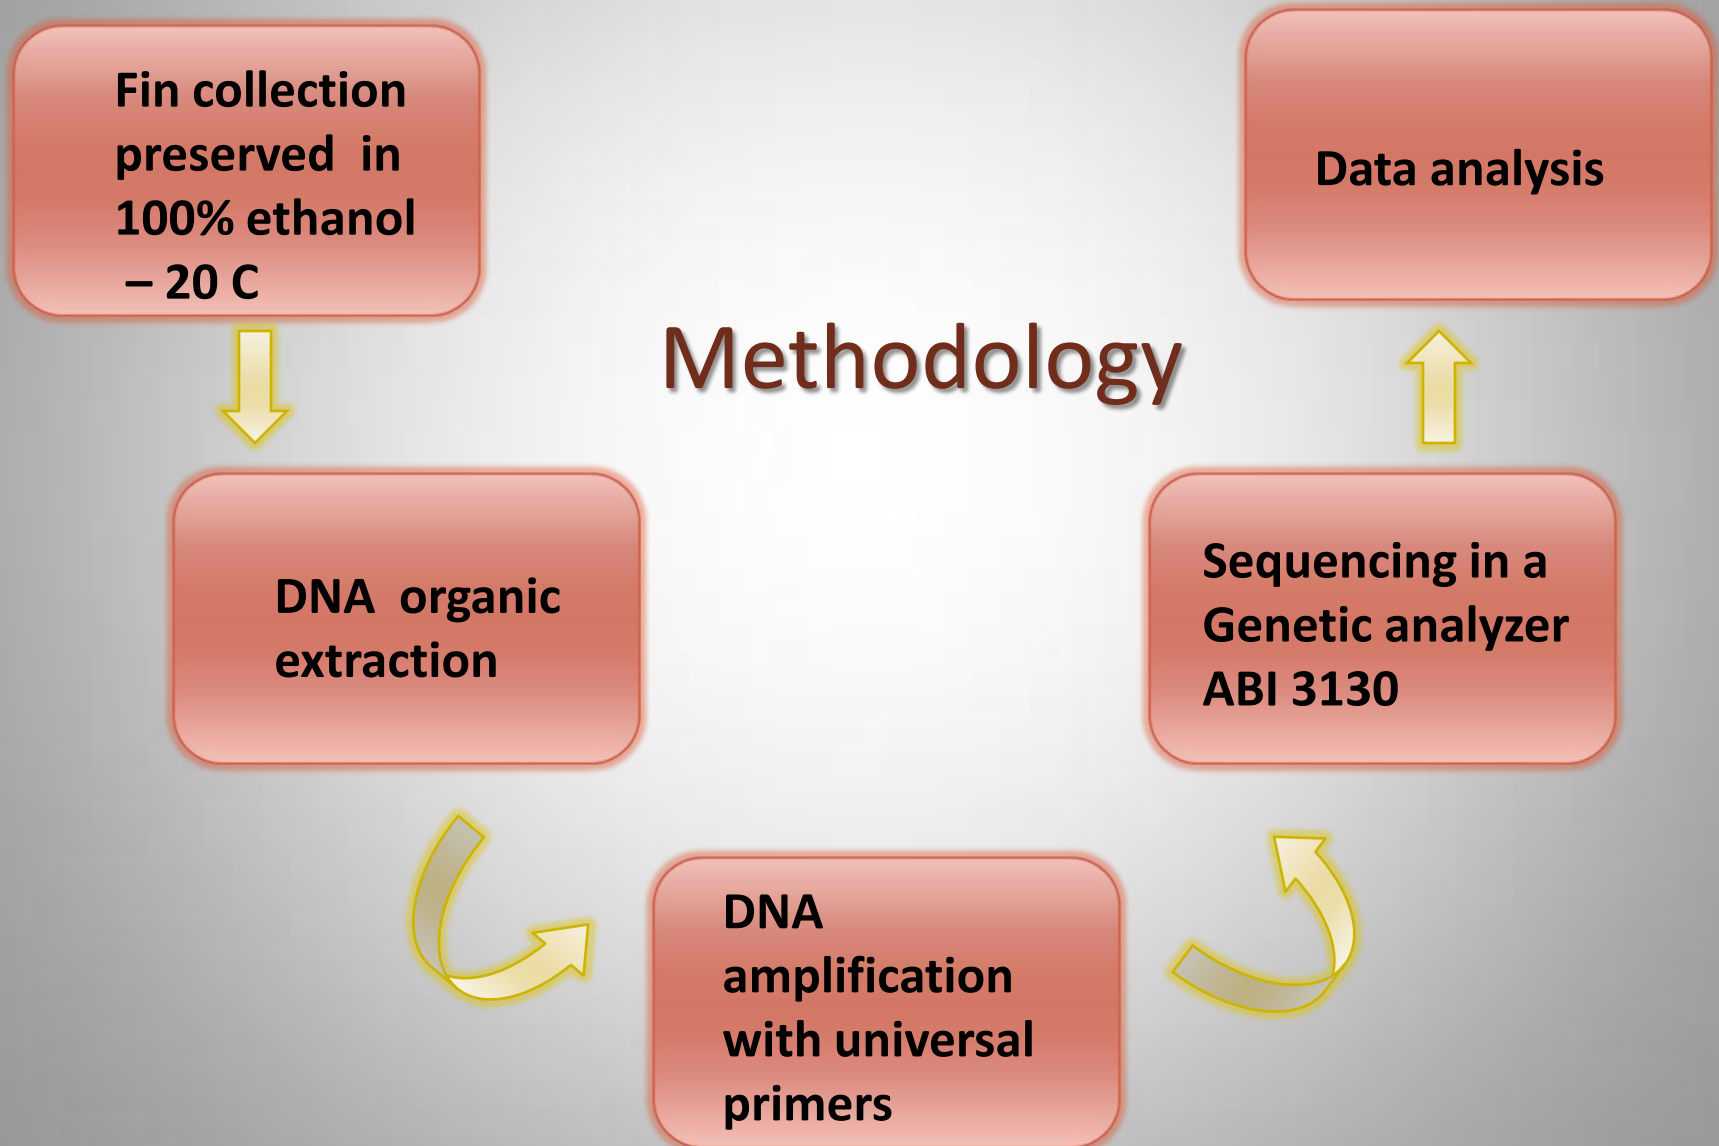 Fin collection
preserved  in
100% ethanol
– 20 C
Methodology
DNA  organic
extraction
DNA
amplification
with universal
primers
Sequencing in a
Genetic analyzer
ABI 3130
Data analysis